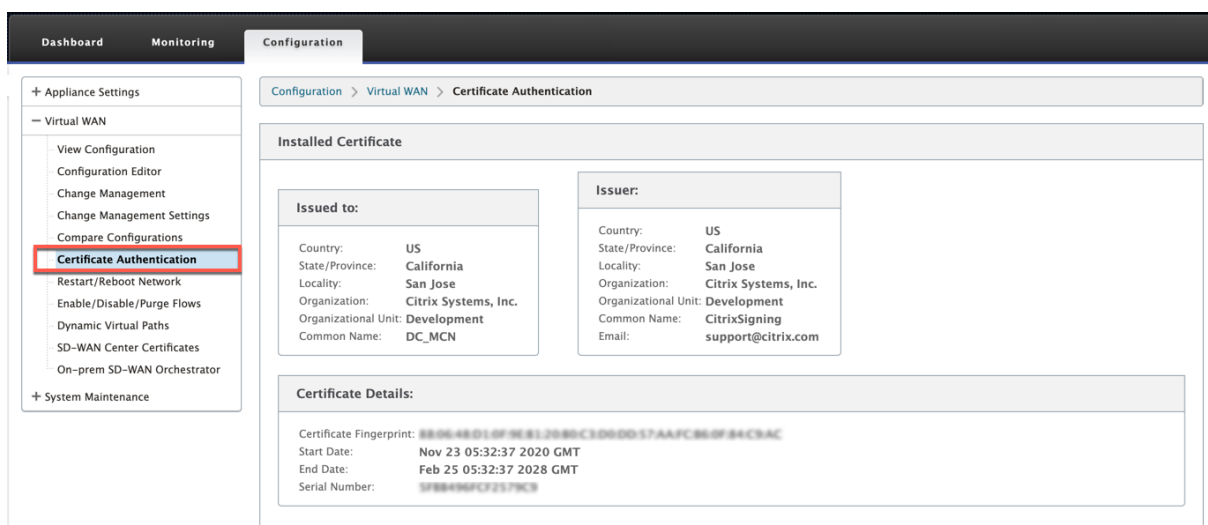 Dashboard Monitoring Configuration
+ Appliance Settings
− Virtual WAN
View Configuration
Configuration Editor
Change Management
Change Management Settings
Compare Configurations
Certificate Authentication
Restart/Reboot Network
Enable/Disable/Purge Flows
Dynamic Virtual Paths
SD-WAN Center Certificates
On-prem SD-WAN Orchestrator
+ System Maintenance
Configuration > Virtual WAN > Certificate Authentication
Installed Certificate
Issued to:
Country: US
State/Province: California
Locality: San Jose
Organization: Citrix Systems, Inc.
Organizational Unit: Development
Common Name: DC_MCN
Issuer:
Country: US
State/Province: California
Locality: San Jose
Organization: Citrix Systems, Inc.
Organizational Unit: Development
Common Name: CitrixSigning
Email: support@citrix.com
Certificate Details:
Certificate Fingerprint:
Start Date: Nov 23 05:32:37 2020 GMT
End Date: Feb 25 05:32:37 2028 GMT
Serial Number: